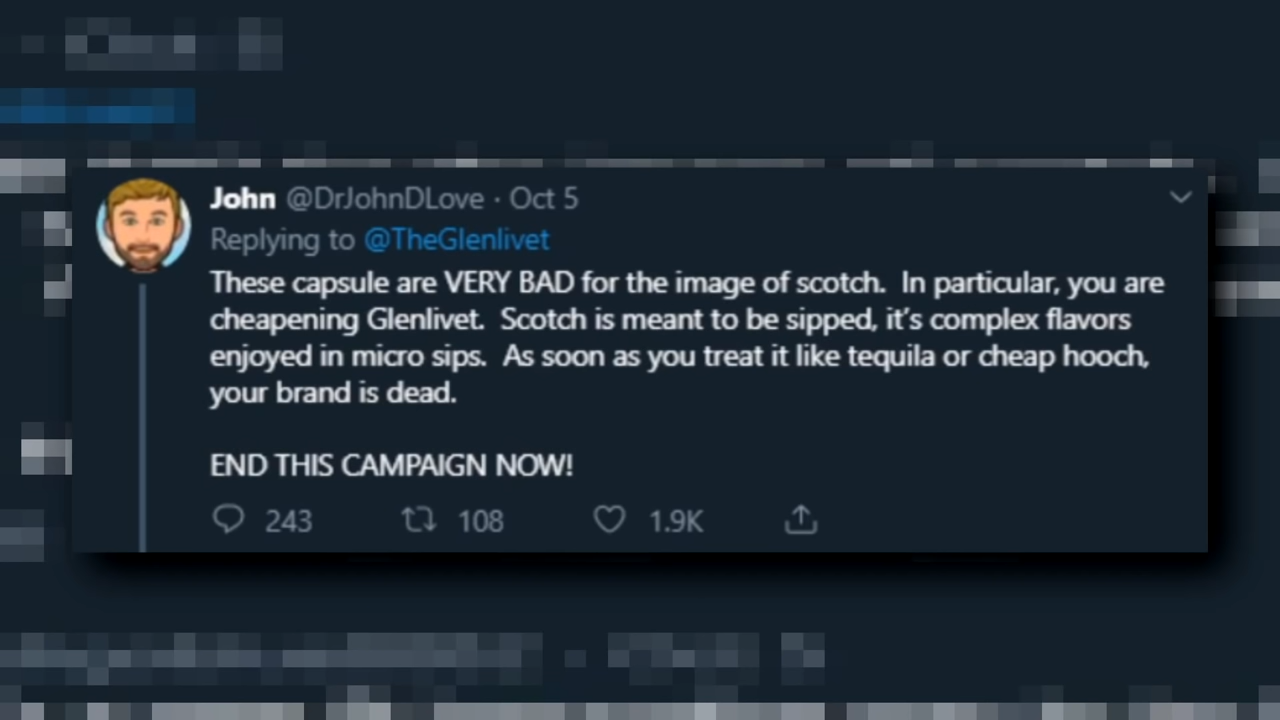 John @DrJohnDLove · Oct 5
Replying to @TheGlenlivet
These capsule are VERY BAD for the image of scotch. In particular, you are
cheapening Glenlivet. Scotch is meant to be sipped, it's complex flavors
enjoyed in micro sips. As soon as you treat it like tequila or cheap hooch,
your brand is dead.
END THIS CAMPAIGN NOW!
243 108 1.9K